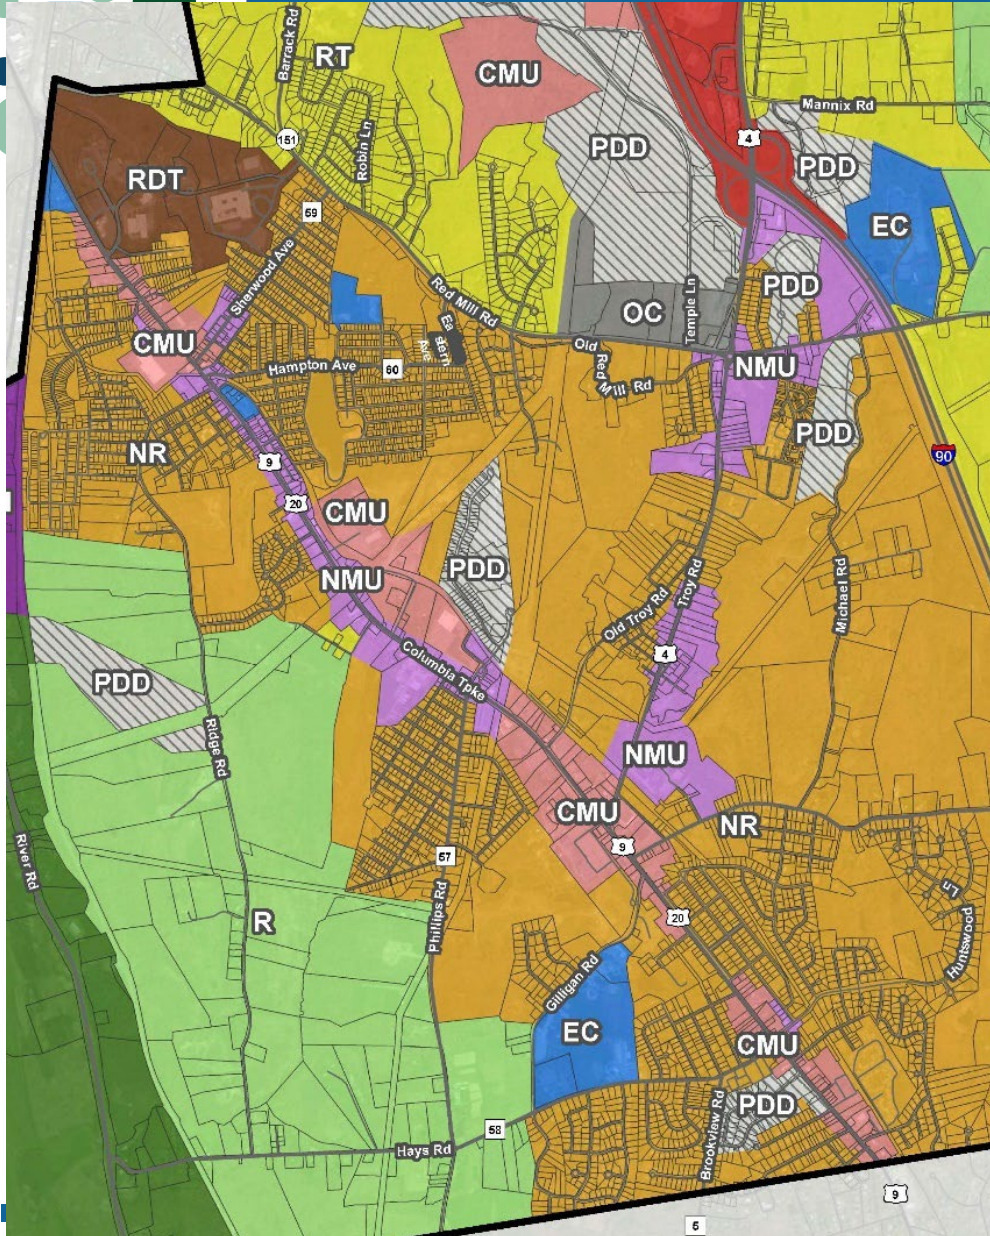 Barrack Rd
RT
CMU
Mannix Rd
4
151
Robin Ln
PDD
PDD
RDT
59
EC
Sherwood Ave
Red Mill Rd
PDD
OC
Temple Ln
Eastern Ave
CMU
Old Red Mill Rd
NMU
Hampton Ave
60
PDD
NR
9
90
20
CMU
NMU
PDD
Michael Rd
Old Troy Rd
Troy Rd
4
Columbia Tpke
PDD
Ridge Rd
NMU
CMU
NR
9
River Rd
57
Ln
Huntswood
Phillips Rd
R
20
Gilligan Rd
EC
CMU
PDD
58
Brookview Rd
Hays Rd
9
5